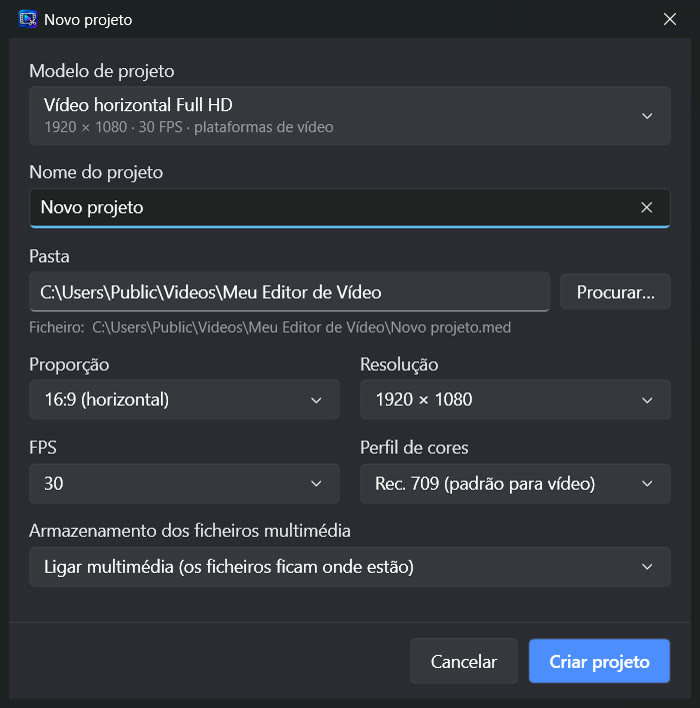 Novo projeto
Modelo de projeto
Vídeo horizontal Full HD
1920 × 1080 · 30 FPS · plataformas de vídeo
Nome do projeto
Novo projeto
Pasta
C:\Users\Public\Videos\Meu Editor de Vídeo
Procurar...
Ficheiro: C:\Users\Public\Videos\Meu Editor de Vídeo\Novo projeto.med
Proporção
Resolução
16:9 (horizontal)
1920 × 1080
FPS
Perfil de cores
30
Rec. 709 (padrão para vídeo)
Armazenamento dos ficheiros multimédia
Ligar multimédia (os ficheiros ficam onde estão)
Cancelar
Criar projeto